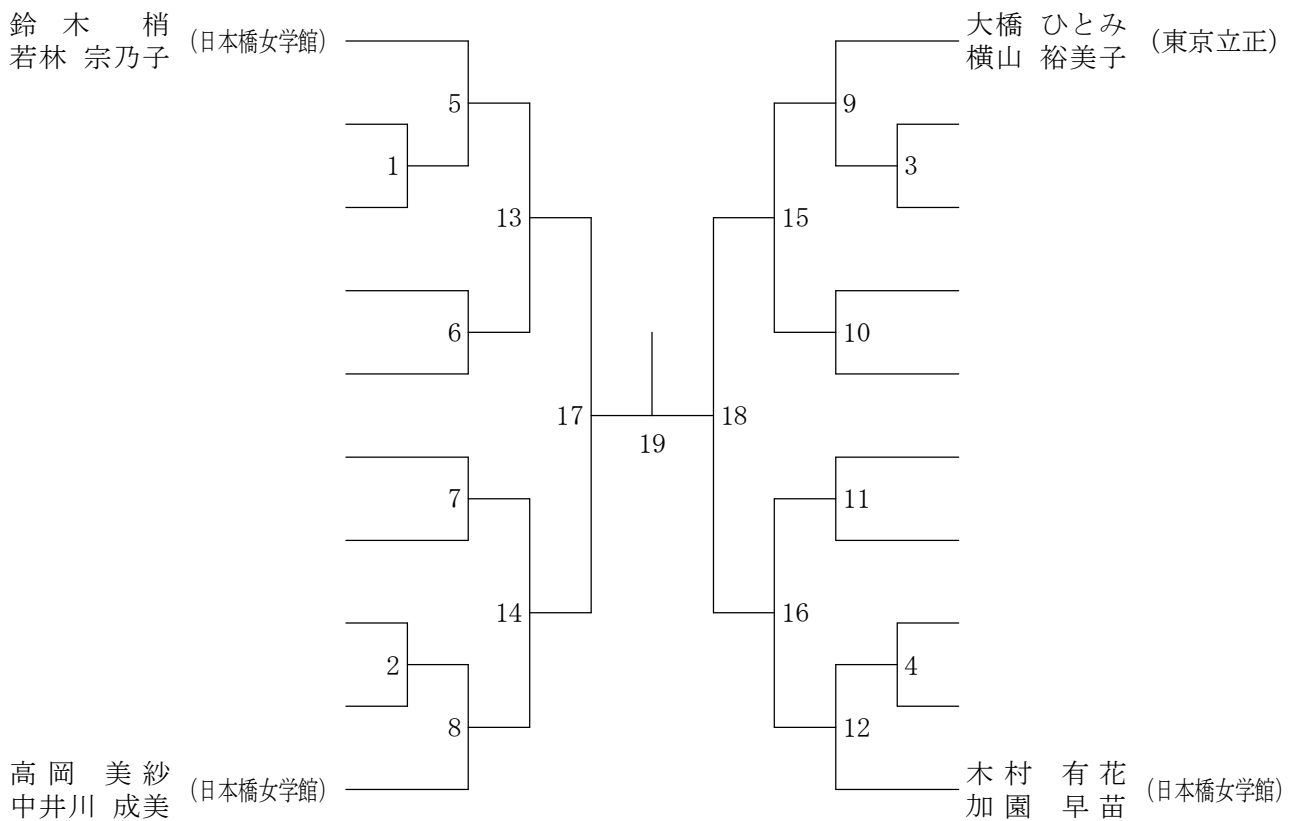 鈴木 梢
若林 宗乃子
(日本橋女学館)
大橋 ひとみ
横山 裕美子
(東京立正)
5
9
1
3
13
15
6
10
17
18
19
7
11
14
16
2
4
8
12
高岡 美紗
中井川 成美
(日本橋女学館)
木村 有花
加園 早苗
(日本橋女学館)